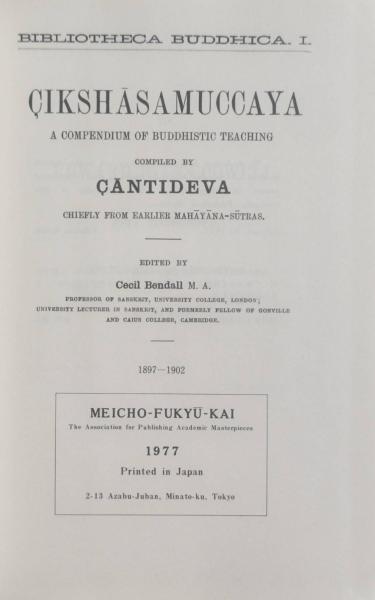 BIBLIOTHECA BUDDHICA. I.
ÇIKSHĀSAMUCCAYA
A COMPENDIUM OF BUDDHISTIC TEACHING
COMPILED BY
ÇĀNTIDEVA
CHIEFLY FROM EARLIER MAHĀYĀNA-SŪTRAS.
EDITED BY
Cecil Bendall M. A.
PROFESSOR OF SANSKRIT, UNIVERSITY COLLEGE, LONDON;
UNIVERSITY LECTURER IN SANSKRIT, AND FORMERLY FELLOW OF GONVILLE
AND CAIUS COLLEGE, CAMBRIDGE.
1897—1902
MEICHO-FUKYŪ-KAI
The Association for Publishing Academic Masterpieces
1977
Printed in Japan
2-13 Azabu-Juban, Minato-ku, Tokyo